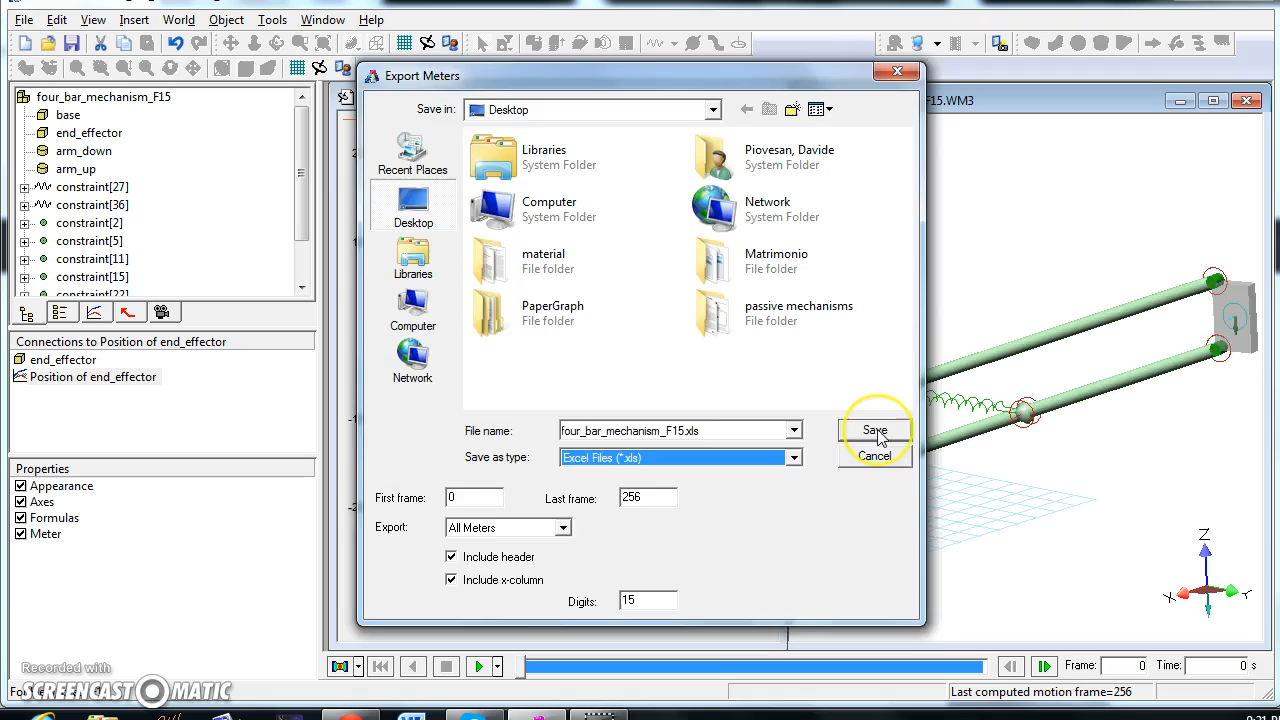 File Edit View Insert World Object Tools Window Help
four_bar_mechanism_F15
base
end_effector
arm_down
arm_up
constraint[27]
constraint[36]
constraint[2]
constraint[5]
constraint[11]
constraint[15]
constraint[22]
Connections to Position of end_effector
end_effector
Position of end_effector
Properties
Appearance
Axes
Formulas
Meter
Export Meters
Save in: Desktop
Recent Places
Desktop
Libraries
Computer
Network
Libraries
System Folder
Piovesan, Davide
System Folder
Computer
System Folder
Network
System Folder
material
File folder
Matrimonio
File folder
PaperGraph
File folder
passive mechanisms
File folder
File name: four_bar_mechanism_F15.xls Save
Save as type: Excel Files (*.xls) Cancel
First frame: 0 Last frame: 256
Export: All Meters
Include header
Include x-column
Digits: 15
F15.WM3
Z
X Y
Frame: 0 Time: 0 s
Last computed motion frame=256
Recorded with
SCREENCAST O MATIC